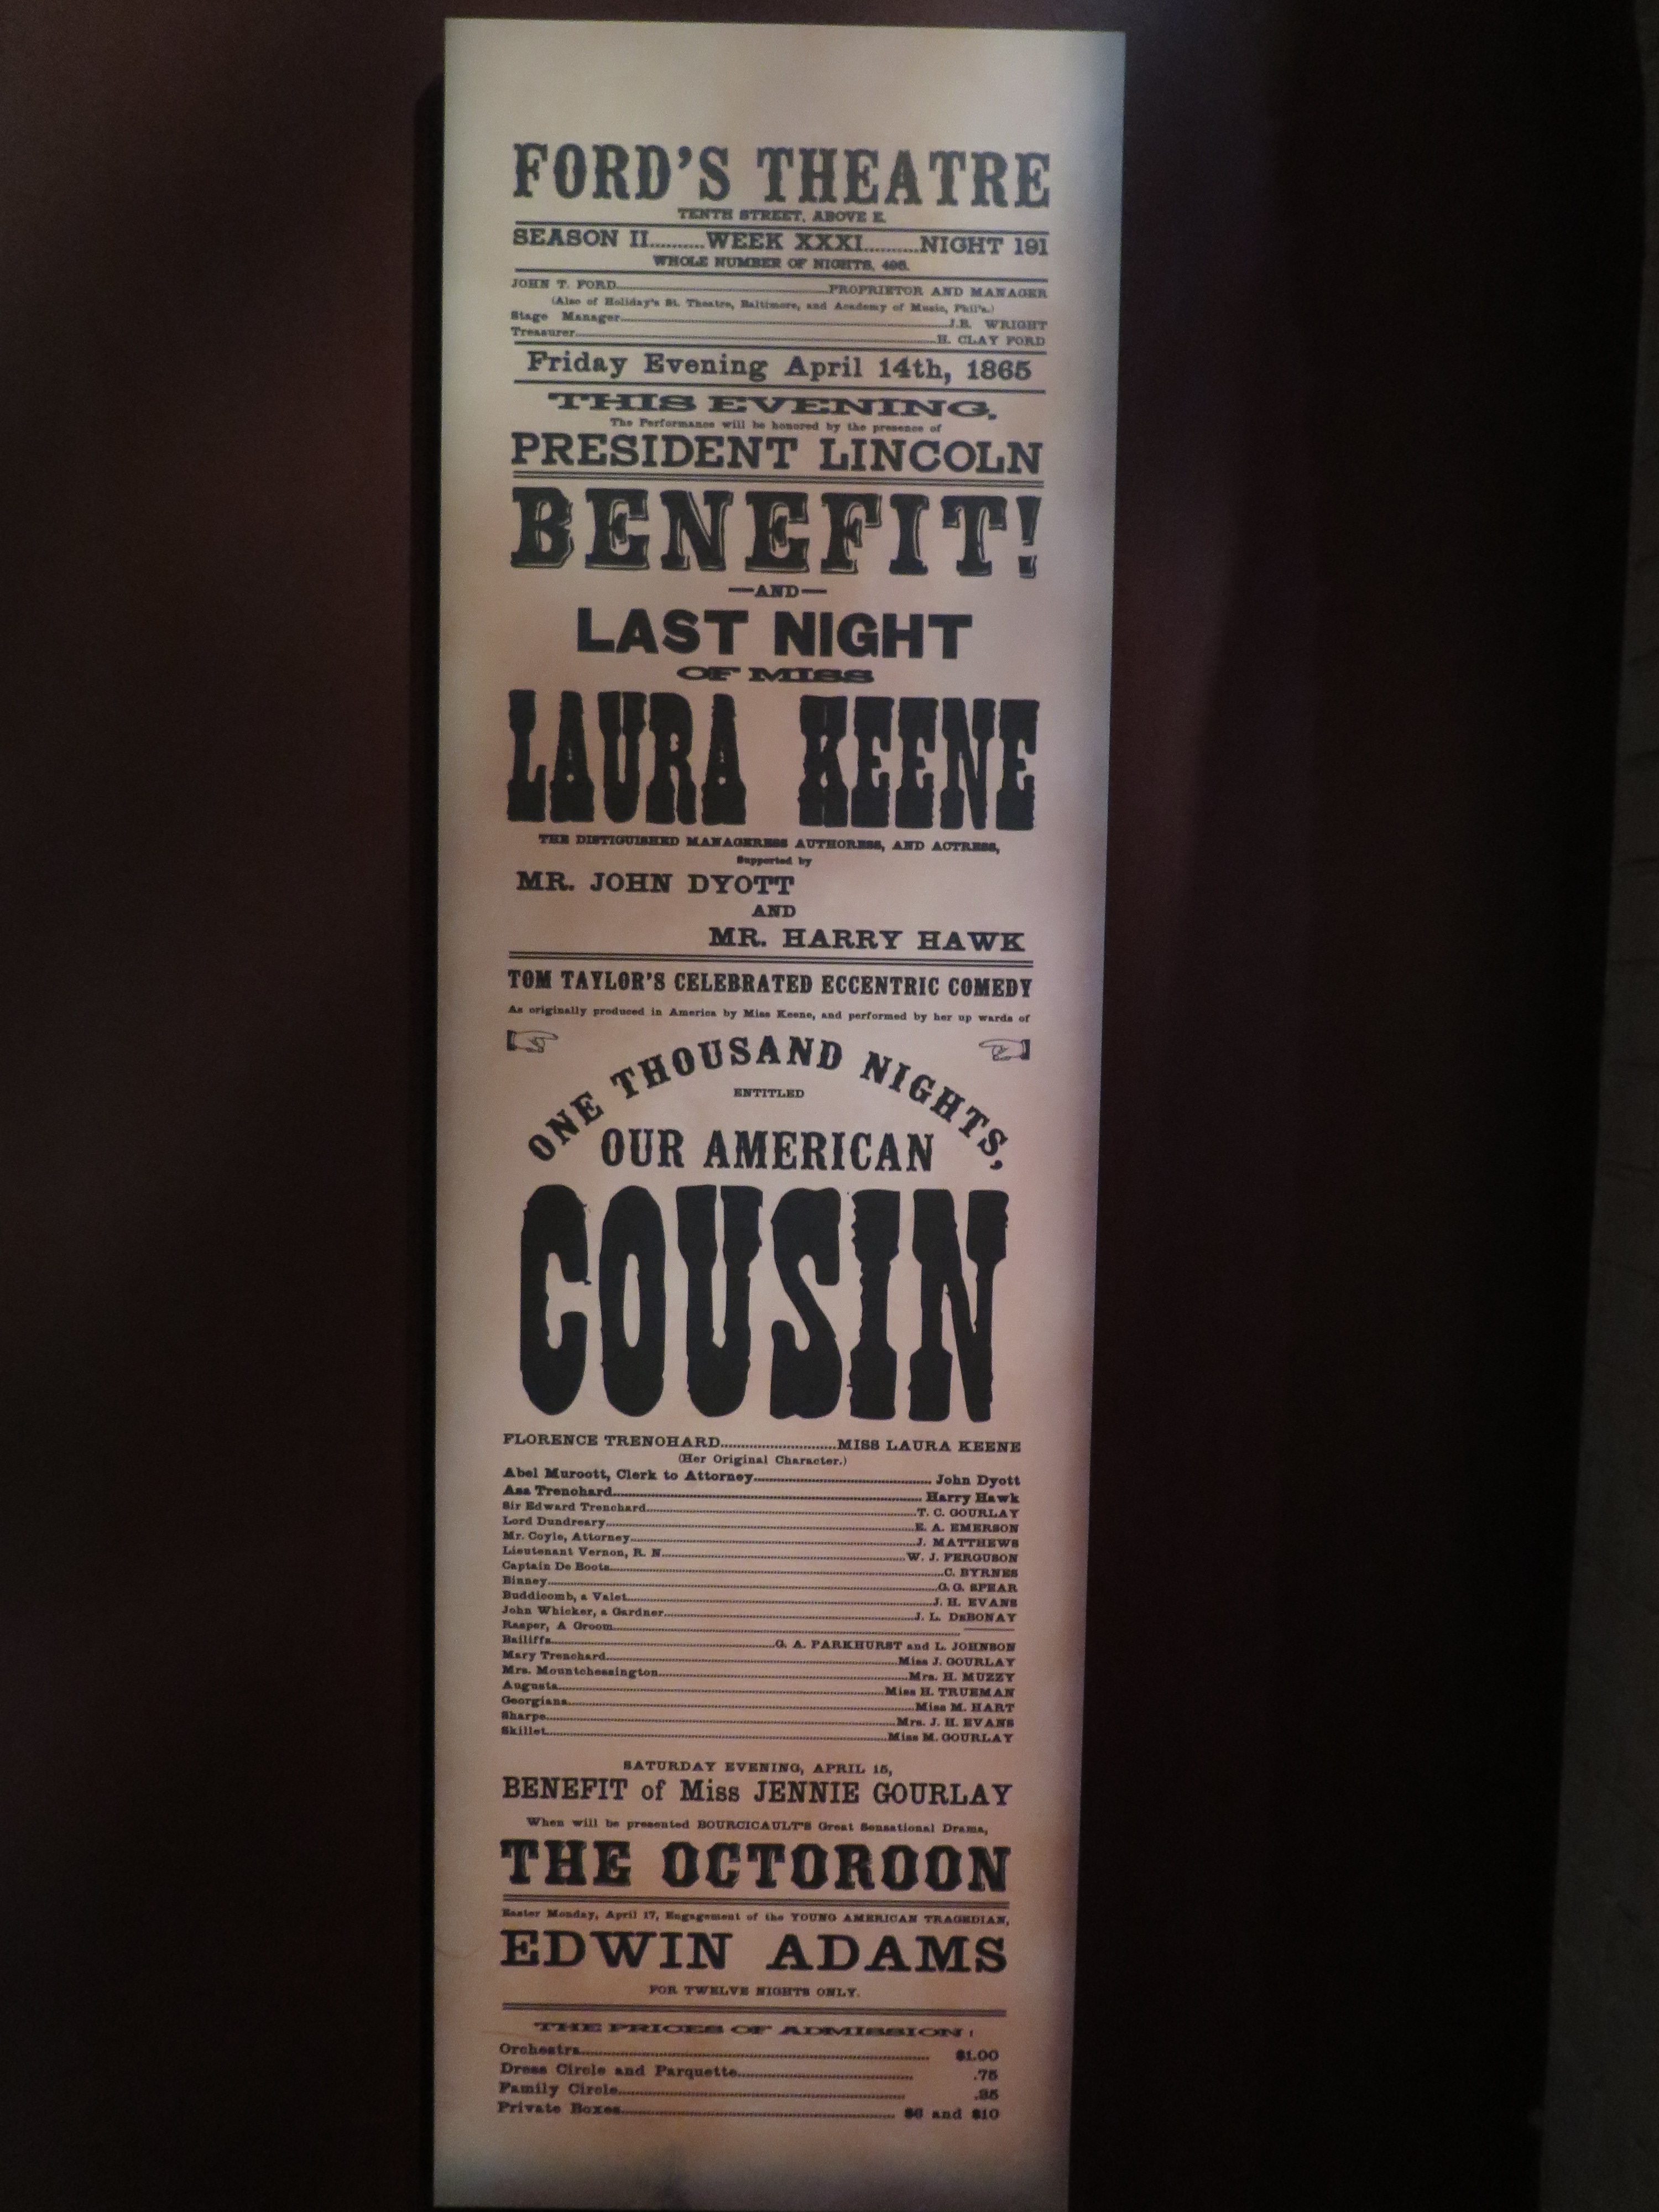 FORD'S THEATRE
TENTH STREET, ABOVE E.
SEASON II..........WEEK XXXI..........NIGHT 191
WHOLE NUMBER OF NIGHTS, 495.
JOHN T. FORD..........PROPRIETOR AND MANAGER
(Also of Holiday's St. Theatre, Baltimore, and Academy of Music, Phil'a.)
Stage Manager..........J.B. WRIGHT
Treasurer..........H. CLAY FORD
Friday Evening April 14th, 1865
THIS EVENING.
The Performance will be honored by the presence of
PRESIDENT LINCOLN
BENEFIT!
—AND—
LAST NIGHT
OF MISS
LAURA KEENE
THE DISTIGUISHED MANAGERESS AUTHORESS, AND ACTRESS,
Supported by
MR. JOHN DYOTT
AND
MR. HARRY HAWK
TOM TAYLOR'S CELEBRATED ECCENTRIC COMEDY
As originally produced in America by Miss Keene, and performed by her up wards of
ONE THOUSAND NIGHTS,
ENTITLED
OUR AMERICAN
COUSIN
FLORENCE TRENOHARD..........MISS LAURA KEENE
(Her Original Character.)
Abel Muroott, Clerk to Attorney..........John Dyott
Asa Trenohard..........Harry Hawk
Sir Edward Trenchard..........T. C. GOURLAY
Lord Dundreary..........E. A. EMERSON
Mr. Coyle, Attorney..........J. MATTHEWS
Lieutenant Vernon, R. N..........W. J. FERGUSON
Captain De Boots..........C. BYRNES
Binney..........G. G. SPEAR
Buddicomb, a Valet..........J. H. EVANS
John Whicker, a Gardner..........J. L. DeBONAY
Rasper, A Groom..........
Bailiffs..........G. A. PARKHURST and L. JOHNSON
Mary Trenchard..........Miss J. GOURLAY
Mrs. Mountchessington..........Mrs. H. MUZZY
Augusta..........Miss H. TRUEMAN
Georgiana..........Miss M. HART
Sharpe..........Mrs. J. H. EVANS
Skillet..........Miss M. GOURLAY
SATURDAY EVENING, APRIL 15,
BENEFIT of Miss JENNIE GOURLAY
When will be presented BOURCICAULT'S Great Sensational Drama,
THE OCTOROON
Easter Monday, April 17, Engagement of the YOUNG AMERICAN TRAGEDIAN,
EDWIN ADAMS
FOR TWELVE NIGHTS ONLY.
THE PRICES OF ADMISSION:
Orchestra.......... $1.00
Dress Circle and Parquette.......... .75
Family Circle..........
Private Boxes.......... $6 and $10